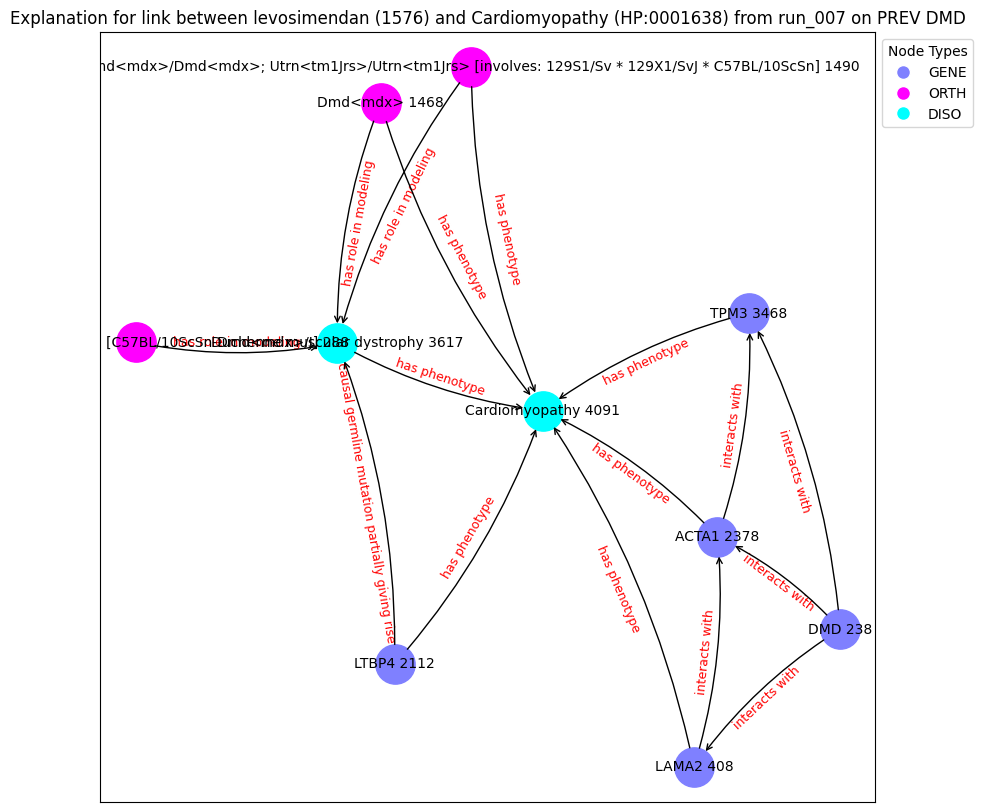 Explanation for link between levosimendan (1576) and Cardiomyopathy (HP:0001638) from run_007 on PREV DMD
Node Types
GENE
ORTH
DISO
nd<mdx>/Dmd<mdx>; Utrn<tm1Jrs>/Utrn<tm1Jrs> [involves: 129S1/Sv * 129X1/SvJ * C57BL/10ScSn] 1490
Dmd<mdx> 1468
has role in modeling
has role in modeling
has phenotype
has phenotype
TPM3 3468
[C57BL/10ScSn
muscular dystrophy 3617
has phenotype
has phenotype
Cardiomyopathy 4091
causal germline mutation partially giving rise
interacts with
interacts with
has phenotype
has phenotype
has phenotype
ACTA1 2378
interacts with
DMD 238
interacts with
interacts with
LTBP4 2112
LAMA2 408